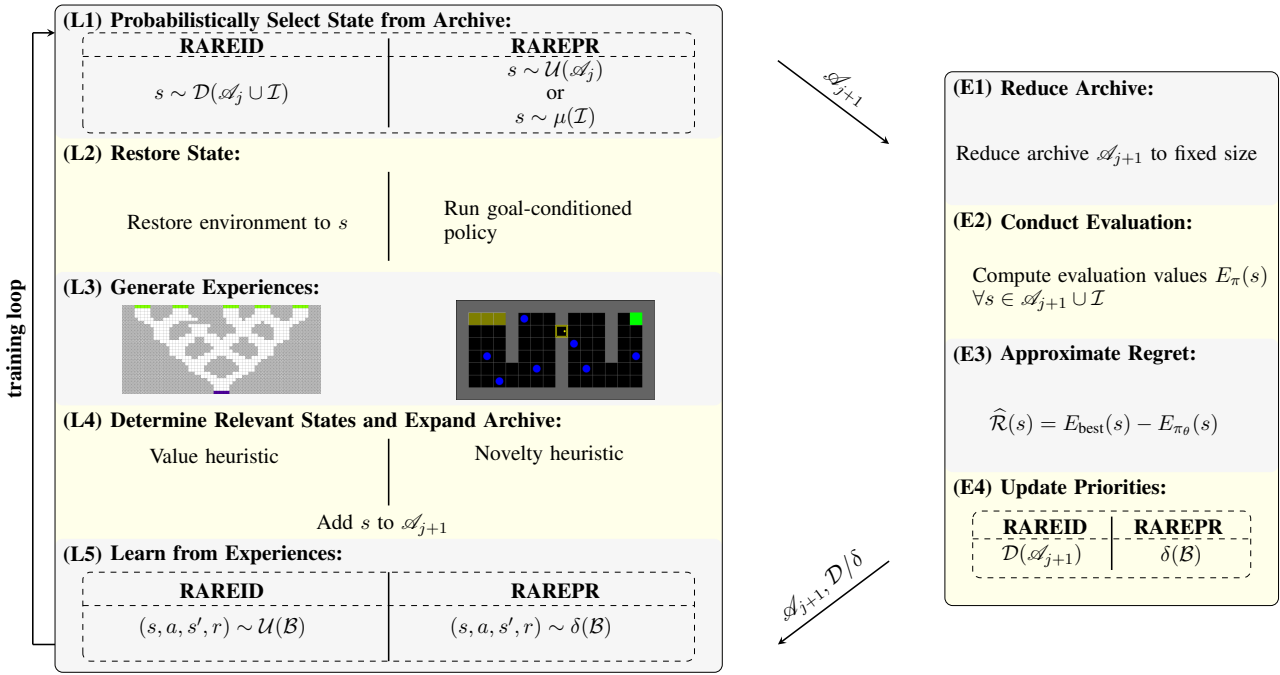 training loop
(L1) Probabilistically Select State from Archive:
RAREID RAREPR
s ∼ 𝒟(𝒜_j ∪ ℐ)
s ∼ 𝒰(𝒜_j)
or
s ∼ μ(ℐ)
(L2) Restore State:
Restore environment to s
Run goal-conditioned
policy
(L3) Generate Experiences:
(L4) Determine Relevant States and Expand Archive:
Value heuristic
Novelty heuristic
Add s to 𝒜_{j+1}
(L5) Learn from Experiences:
RAREID RAREPR
(s, a, s′, r) ∼ 𝒰(ℬ) (s, a, s′, r) ∼ δ(ℬ)
𝒜_{j+1}
𝒜_{j+1}, 𝒟/δ
(E1) Reduce Archive:
Reduce archive 𝒜_{j+1} to fixed size
(E2) Conduct Evaluation:
Compute evaluation values E_π(s)
∀s ∈ 𝒜_{j+1} ∪ ℐ
(E3) Approximate Regret:
ℛ̂(s) = E_best(s) − E_{π_θ}(s)
(E4) Update Priorities:
RAREID RAREPR
𝒟(𝒜_{j+1}) δ(ℬ)